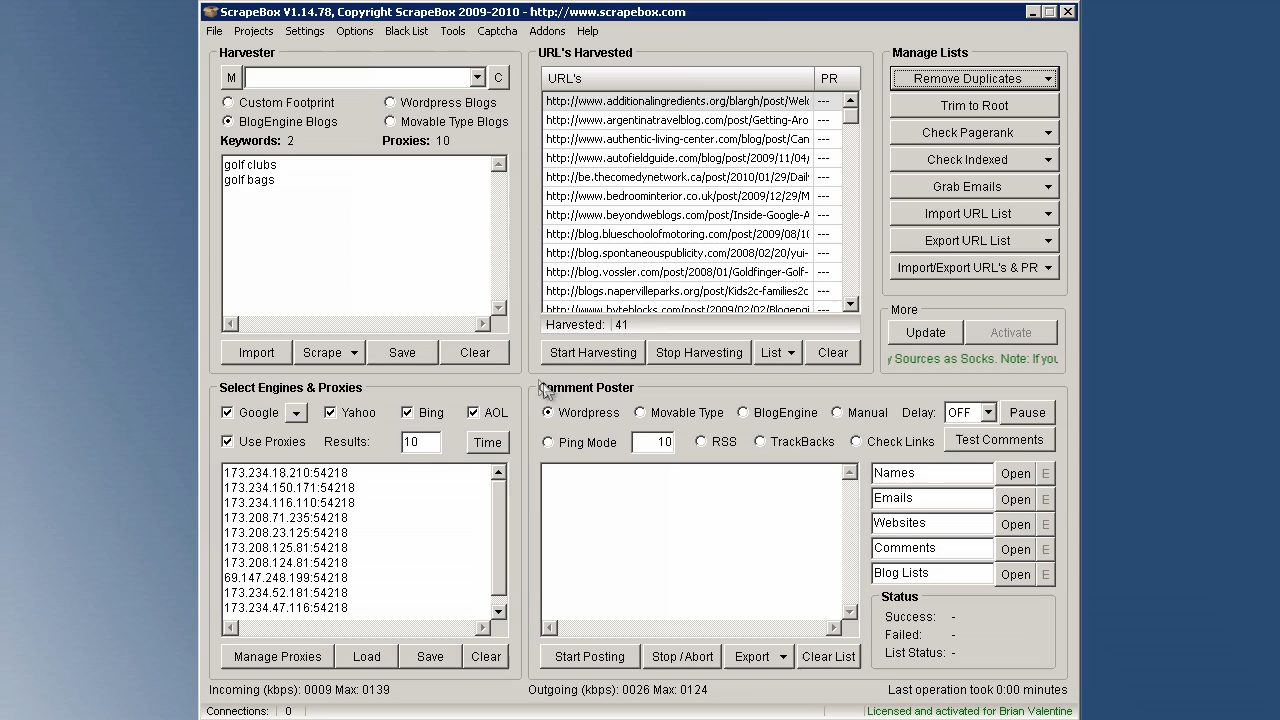 ScrapeBox V1.14.78, Copyright ScrapeBox 2009-2010 - http://www.scrapebox.com
File Projects Settings Options Black List Tools Captcha Addons Help
Harvester
M C
Custom Footprint Wordpress Blogs
BlogEngine Blogs Movable Type Blogs
Keywords: 2 Proxies: 10
golf clubs
golf bags
Import Scrape Save Clear
URL's Harvested
URL's PR
http://www.additionalingredients.org/blargh/post/Welc ---
http://www.argentinatravelblog.com/post/Getting-Aro ---
http://www.authentic-living-center.com/blog/post/Can ---
http://www.autofieldguide.com/blog/post/2009/11/04/ ---
http://be.thecomedynetwork.ca/post/2010/01/29/Dail ---
http://www.bedroominterior.co.uk/post/2009/12/29/M ---
http://www.beyondweblogs.com/post/Inside-Google-A ---
http://blog.blueschoolofmotoring.com/post/2009/08/10 ---
http://blog.spontaneouspublicity.com/2008/02/20/yui- ---
http://blog.vossler.com/post/2008/01/Goldfinger-Golf- ---
http://blogs.napervilleparks.org/post/Kids2c-families2c ---
http://www.byteblocks.com/post/2009/02/02/Blogengi ---
Harvested: 41
Start Harvesting Stop Harvesting List Clear
Manage Lists
Remove Duplicates
Trim to Root
Check Pagerank
Check Indexed
Grab Emails
Import URL List
Export URL List
Import/Export URL's & PR
More
Update Activate
y Sources as Socks. Note: If you
Select Engines & Proxies
Google Yahoo Bing AOL
Use Proxies Results: 10 Time
173.234.18.210:54218
173.234.150.171:54218
173.234.116.110:54218
173.208.71.235:54218
173.208.23.125:54218
173.208.125.81:54218
173.208.124.81:54218
69.147.248.199:54218
173.234.52.181:54218
173.234.47.116:54218
Manage Proxies Load Save Clear
Comment Poster
Wordpress Movable Type BlogEngine Manual Delay: OFF Pause
Ping Mode 10 RSS TrackBacks Check Links Test Comments
Names Open E
Emails Open E
Websites Open E
Comments Open E
Blog Lists Open E
Status
Success: -
Failed: -
List Status: -
Start Posting Stop / Abort Export Clear List
Incoming (kbps): 0009 Max: 0139 Outgoing (kbps): 0026 Max: 0124 Last operation took 0:00 minutes
Connections: 0 Licensed and activated for Brian Valentine